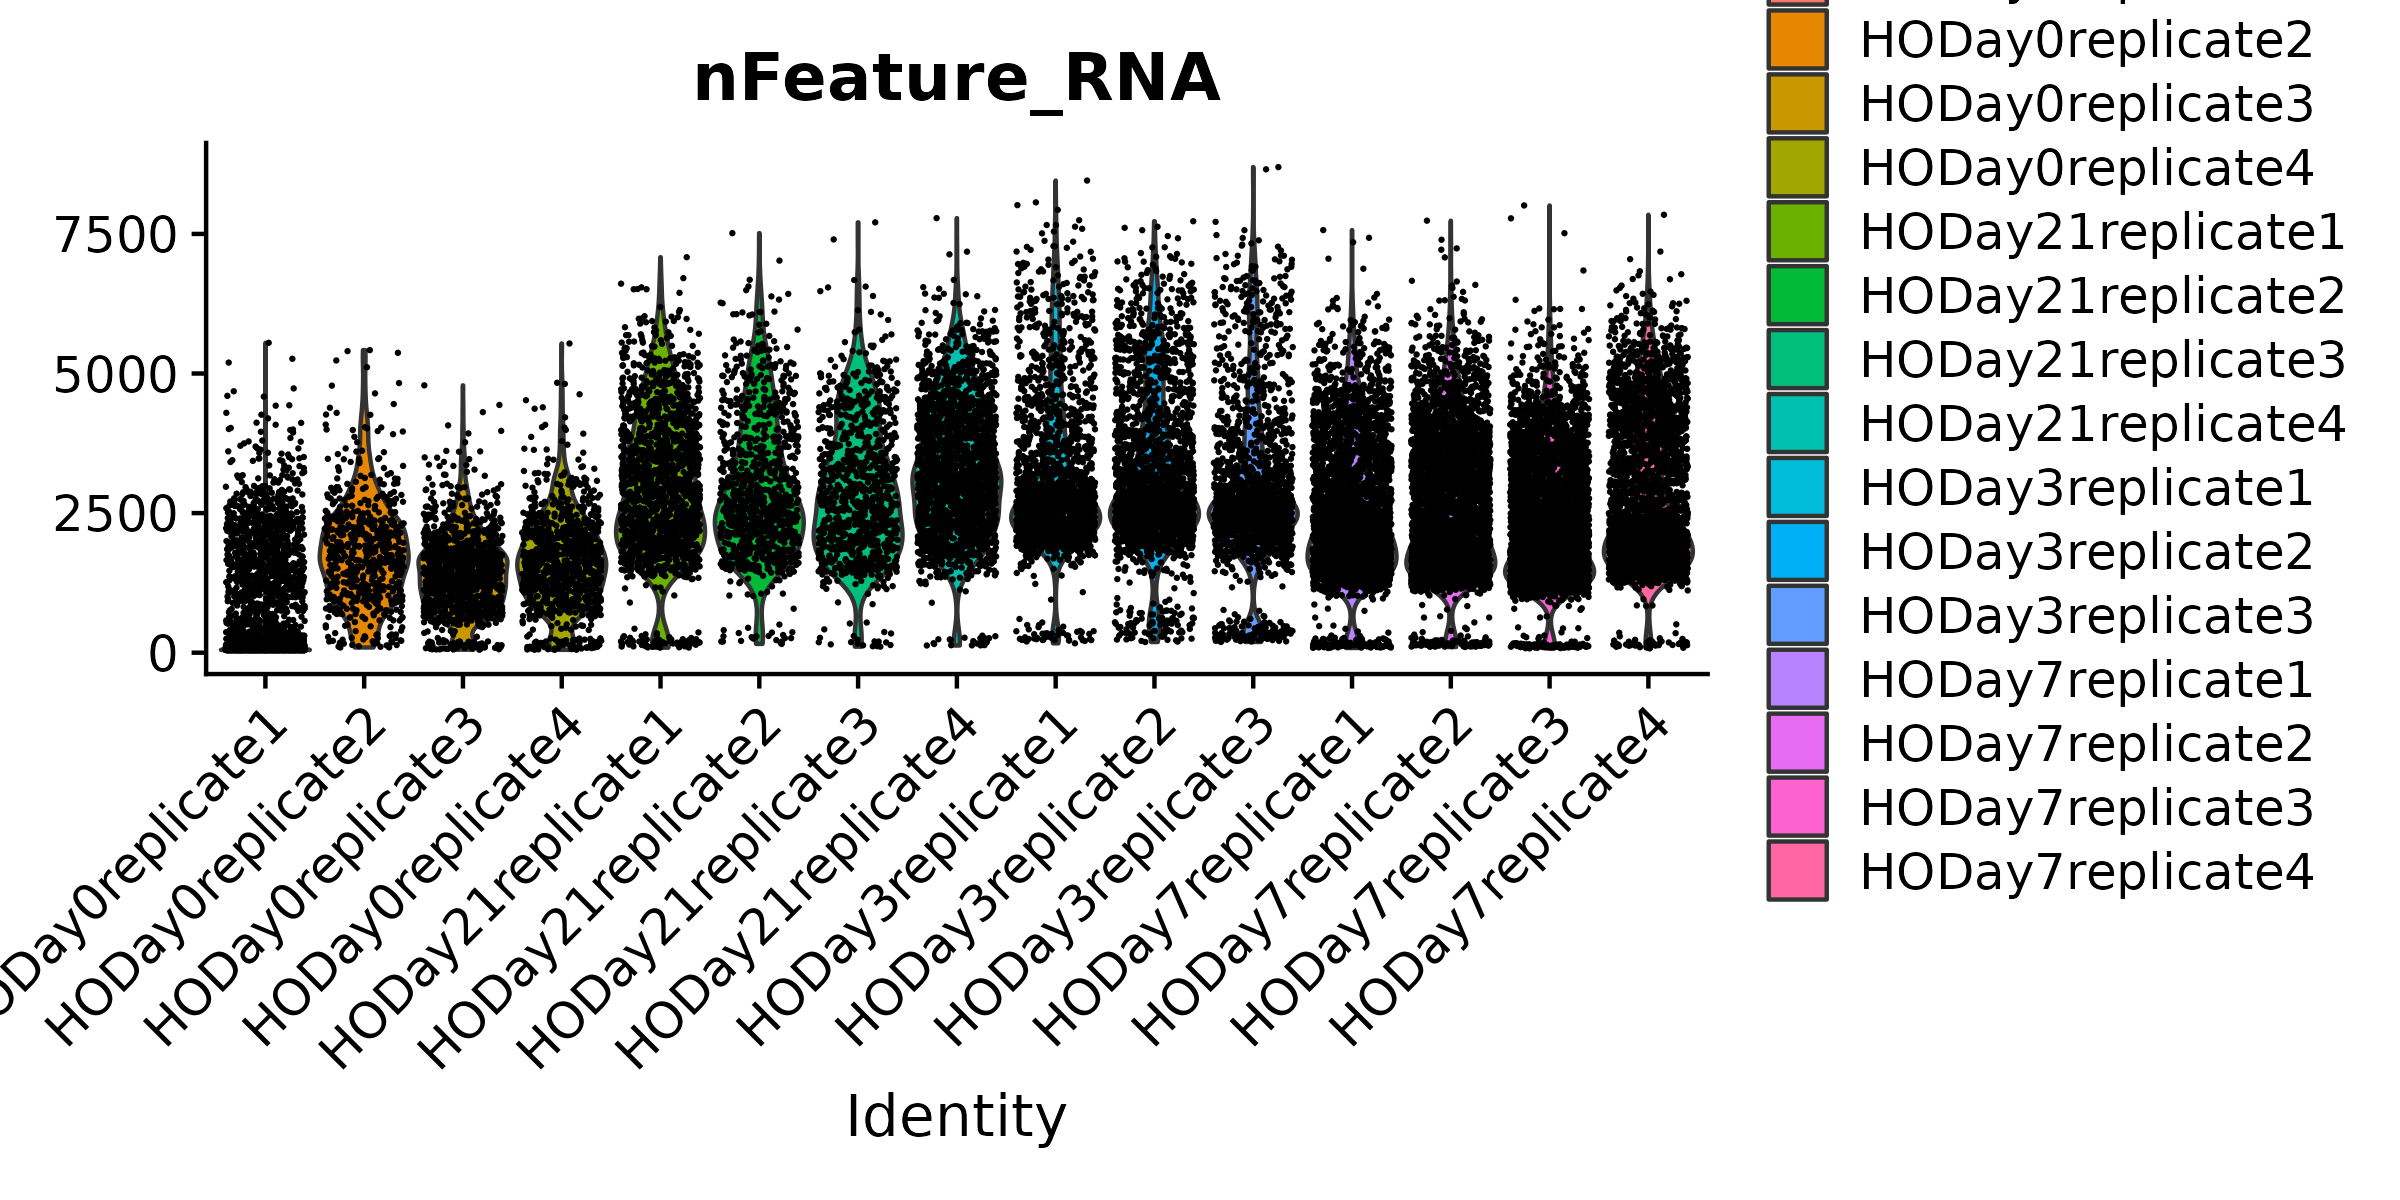 nFeature_RNA
7500
5000
2500
0
ODay0replicate1
HODay0replicate2
HODay0replicate3
HODay0replicate4
HODay21replicate1
HODay21replicate2
HODay21replicate3
HODay21replicate4
HODay3replicate1
HODay3replicate2
HODay3replicate3
HODay7replicate1
HODay7replicate2
HODay7replicate3
HODay7replicate4
Identity
HODay0replicate2
HODay0replicate3
HODay0replicate4
HODay21replicate1
HODay21replicate2
HODay21replicate3
HODay21replicate4
HODay3replicate1
HODay3replicate2
HODay3replicate3
HODay7replicate1
HODay7replicate2
HODay7replicate3
HODay7replicate4